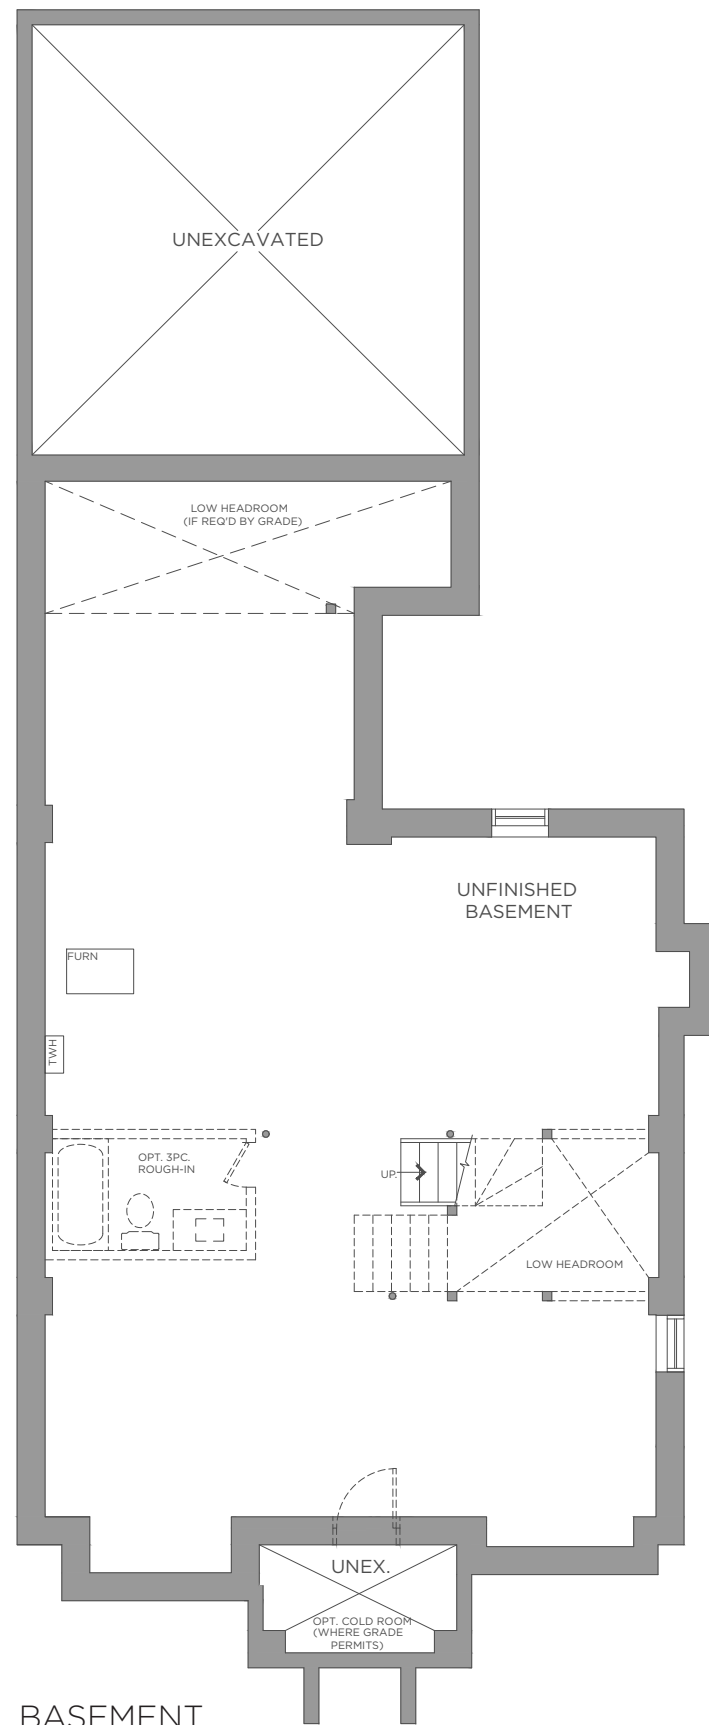 UNEXCAVATED
LOW HEADROOM
(IF REQ'D BY GRADE)
UNFINISHED
BASEMENT
FURN
TWH
OPT. 3PC.
ROUGH-IN
UP.
LOW HEADROOM
UNEX.
OPT. COLD ROOM
(WHERE GRADE
PERMITS)
BASEMENT